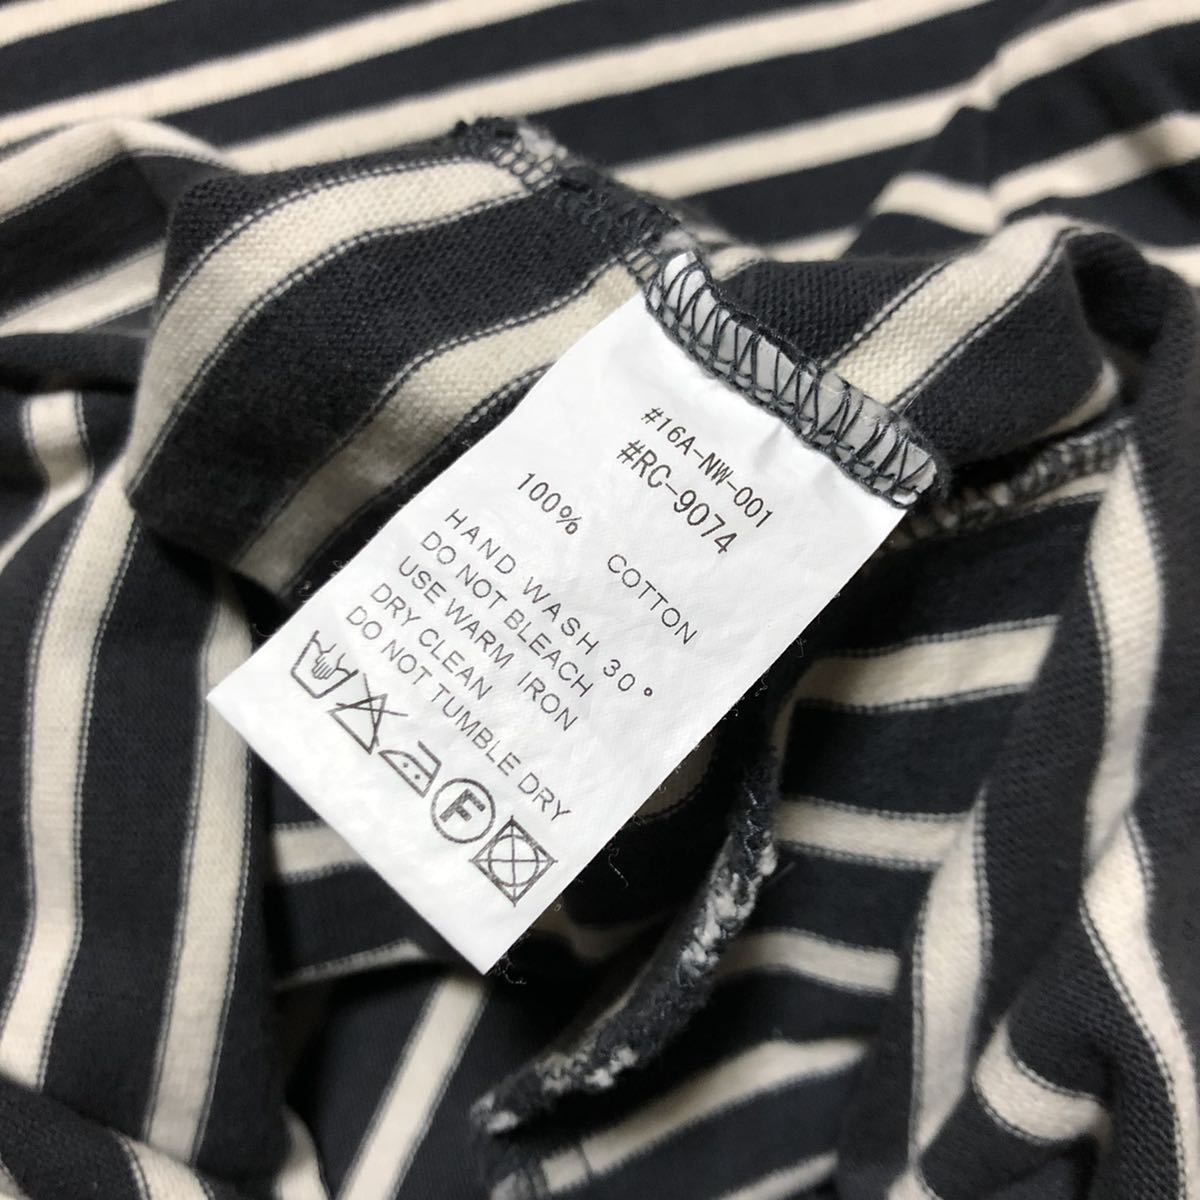 #16A-NW-001
#RC-9074
100% COTTON
HAND WASH 30°
DO NOT BLEACH
USE WARM IRON
DRY CLEAN
DO NOT TUMBLE DRY
F